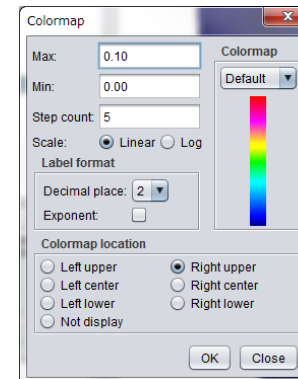 Colormap
Max: 0.10
Min: 0.00
Step count: 5
Scale: Linear Log
Label format
Decimal place: 2
Exponent:
Colormap
Default
Colormap location
Left upper Right upper
Left center Right center
Left lower Right lower
Not display
OK Close